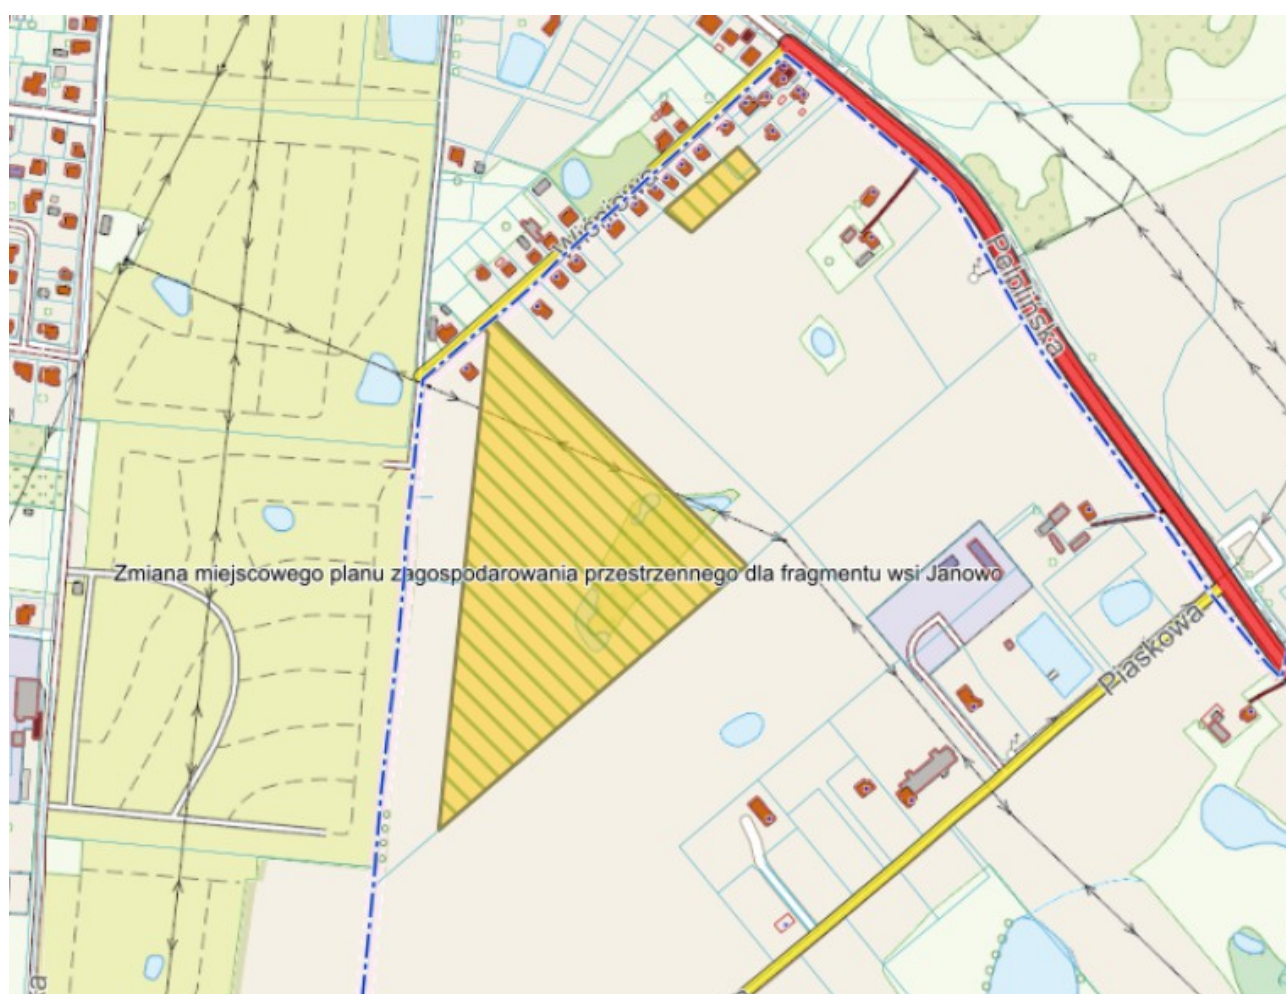 Pelplińska
Zmiana miejscowego planu zagospodarowania przestrzennego dla fragmentu wsi Janowo
Piaskowa